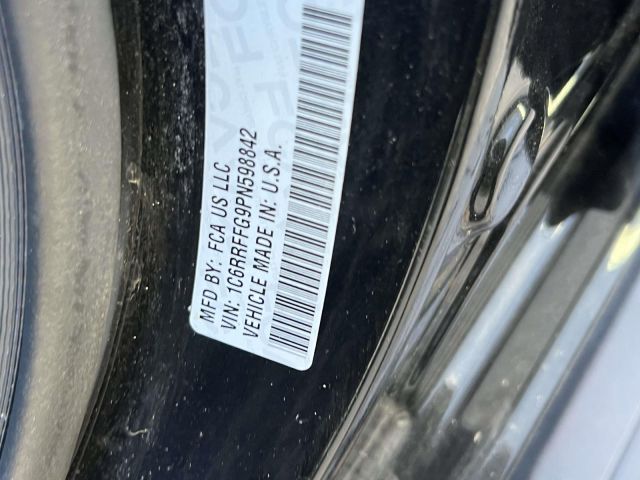 MFD BY: FCA US LLC
VIN: 1C6RRFFG9PN598842
VEHICLE MADE IN: U.S.A.